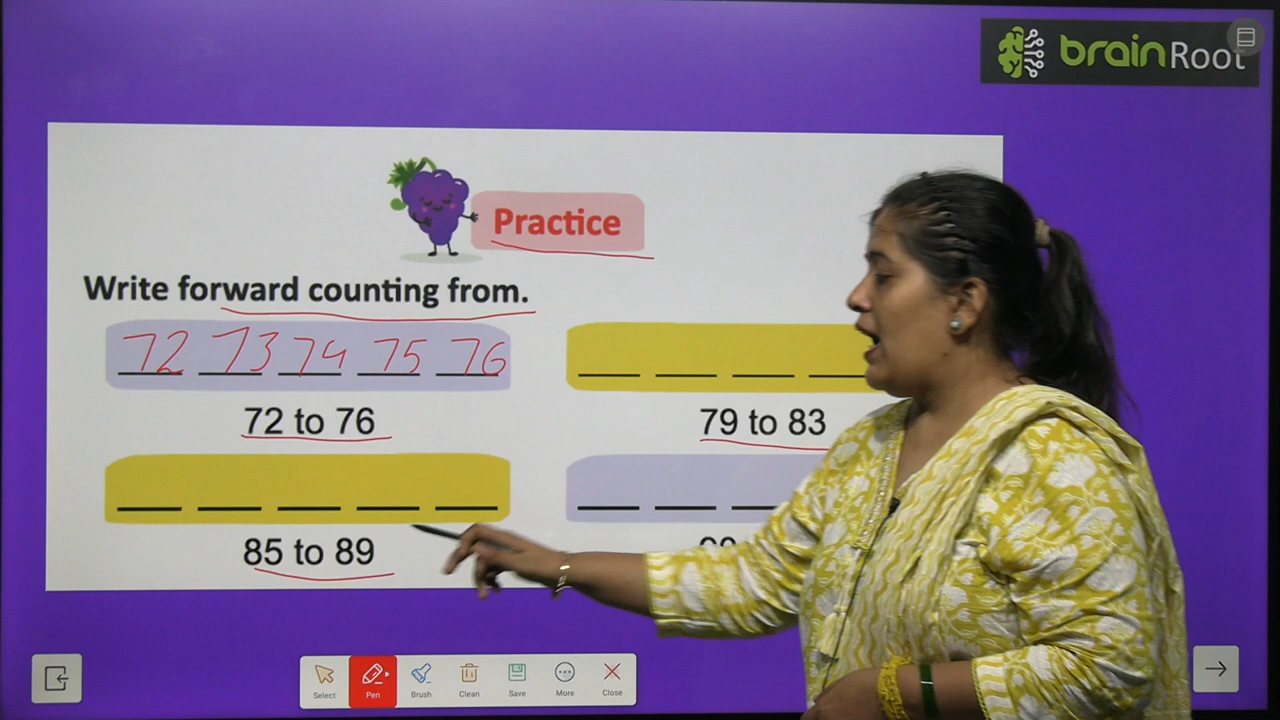 brainRoot
Practice
Write forward counting from.
72 73 74 75 76
72 to 76
79 to 83
85 to 89
Select Pen Brush Clean Save More Close